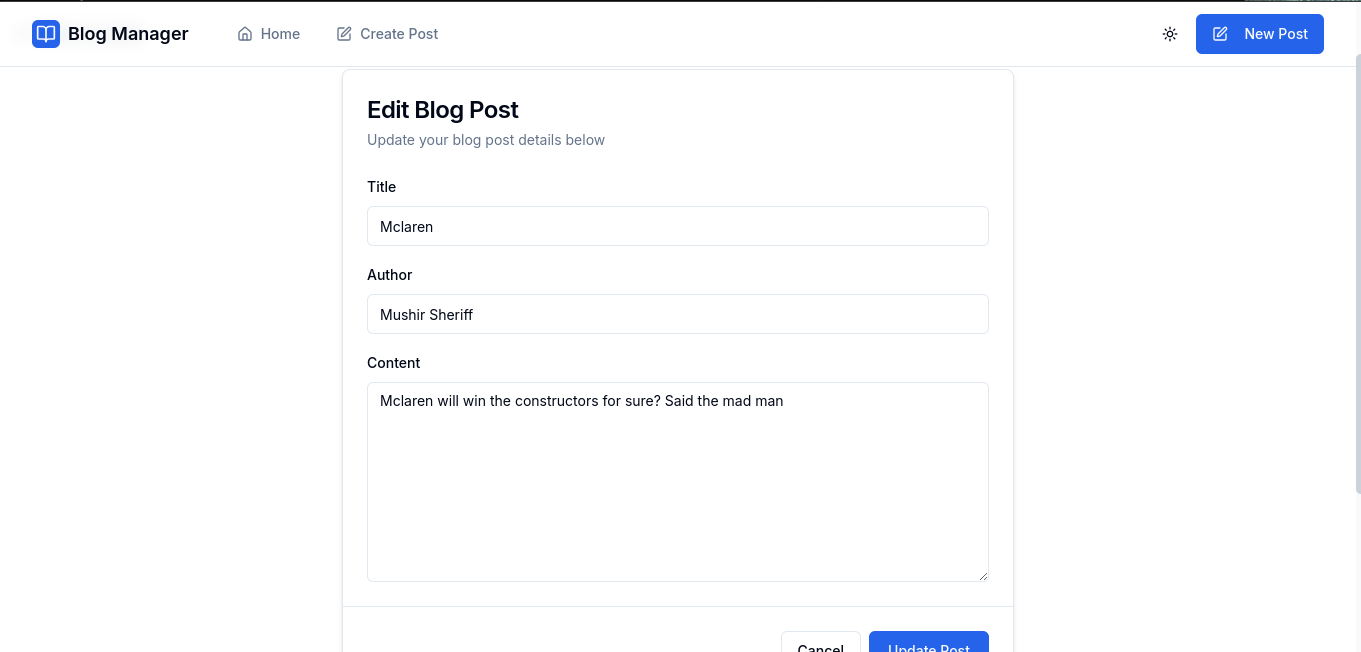 Blog Manager
Home
Create Post
New Post
Edit Blog Post
Update your blog post details below
Title
Mclaren
Author
Mushir Sheriff
Content
Mclaren will win the constructors for sure? Said the mad man
Cancel
Update Post